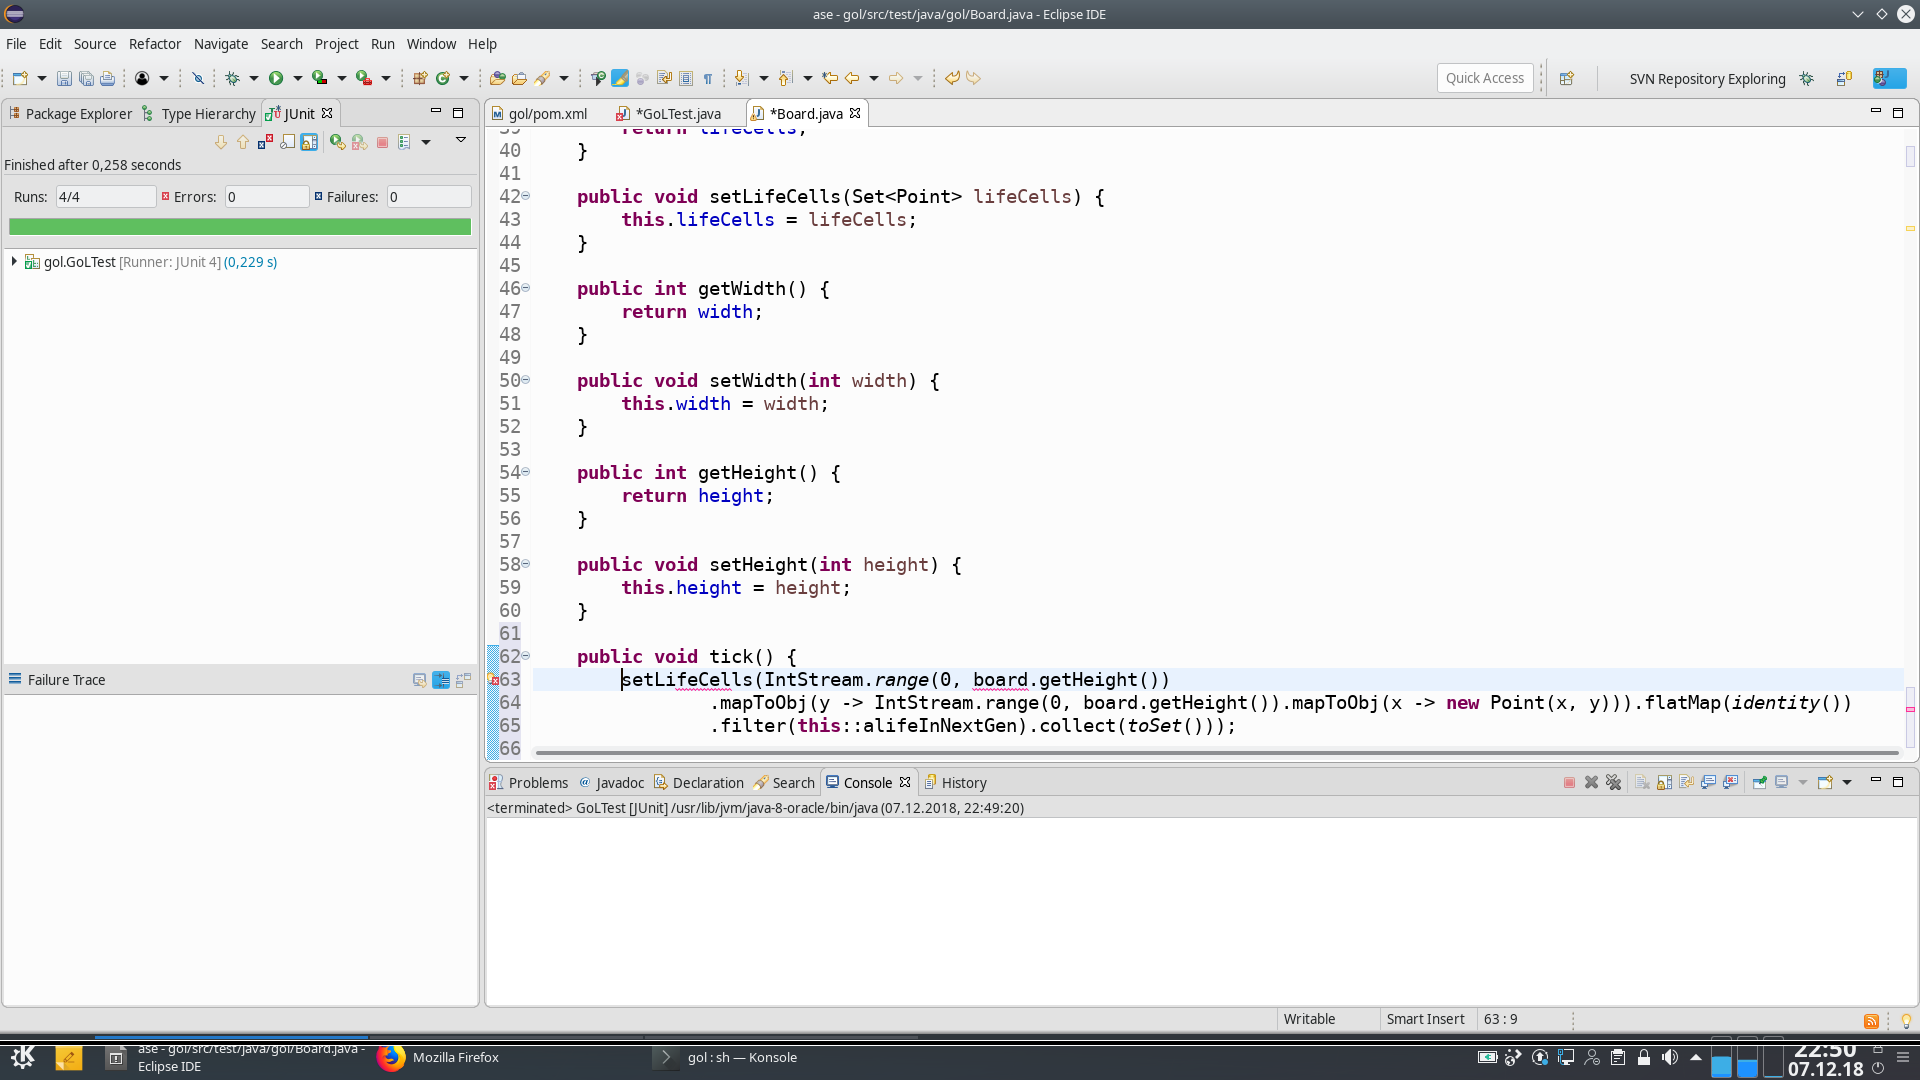 ase - gol/src/test/java/gol/Board.java - Eclipse IDE
File Edit Source Refactor Navigate Search Project Run Window Help
Quick Access
SVN Repository Exploring
Package Explorer Type Hierarchy JUnit
Finished after 0,258 seconds
Runs: 4/4 Errors: 0 Failures: 0
gol.GoLTest [Runner: JUnit 4] (0,229 s)
Failure Trace
gol/pom.xml *GoLTest.java *Board.java
39 return lifeCells;
40 }
41
42 public void setLifeCells(Set<Point> lifeCells) {
43 this.lifeCells = lifeCells;
44 }
45
46 public int getWidth() {
47 return width;
48 }
49
50 public void setWidth(int width) {
51 this.width = width;
52 }
53
54 public int getHeight() {
55 return height;
56 }
57
58 public void setHeight(int height) {
59 this.height = height;
60 }
61
62 public void tick() {
63 setLifeCells(IntStream.range(0, board.getHeight())
64 .mapToObj(y -> IntStream.range(0, board.getHeight()).mapToObj(x -> new Point(x, y))).flatMap(identity())
65 .filter(this::alifeInNextGen).collect(toSet()));
66
Problems Javadoc Declaration Search Console History
<terminated> GoLTest [JUnit] /usr/lib/jvm/java-8-oracle/bin/java (07.12.2018, 22:49:20)
Writable Smart Insert 63 : 9
ase - gol/src/test/java/gol/Board.java -
Eclipse IDE
Mozilla Firefox
gol : sh — Konsole
22:50
07.12.18